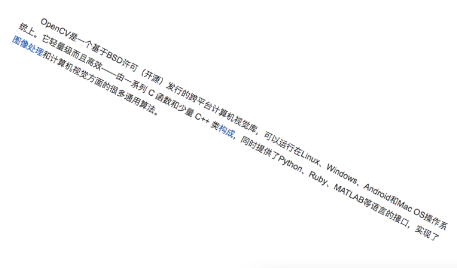 OpenCV是一个基于BSD许可（开源）发行的跨平台计算机视觉库，可以运行在Linux、Windows、Android和Mac OS操作系
统上。它轻量级而且高效——由一系列 C 函数和少量 C++ 类构成，同时提供了Python、Ruby、MATLAB等语言的接口，实现了
图像处理和计算机视觉方面的很多通用算法。